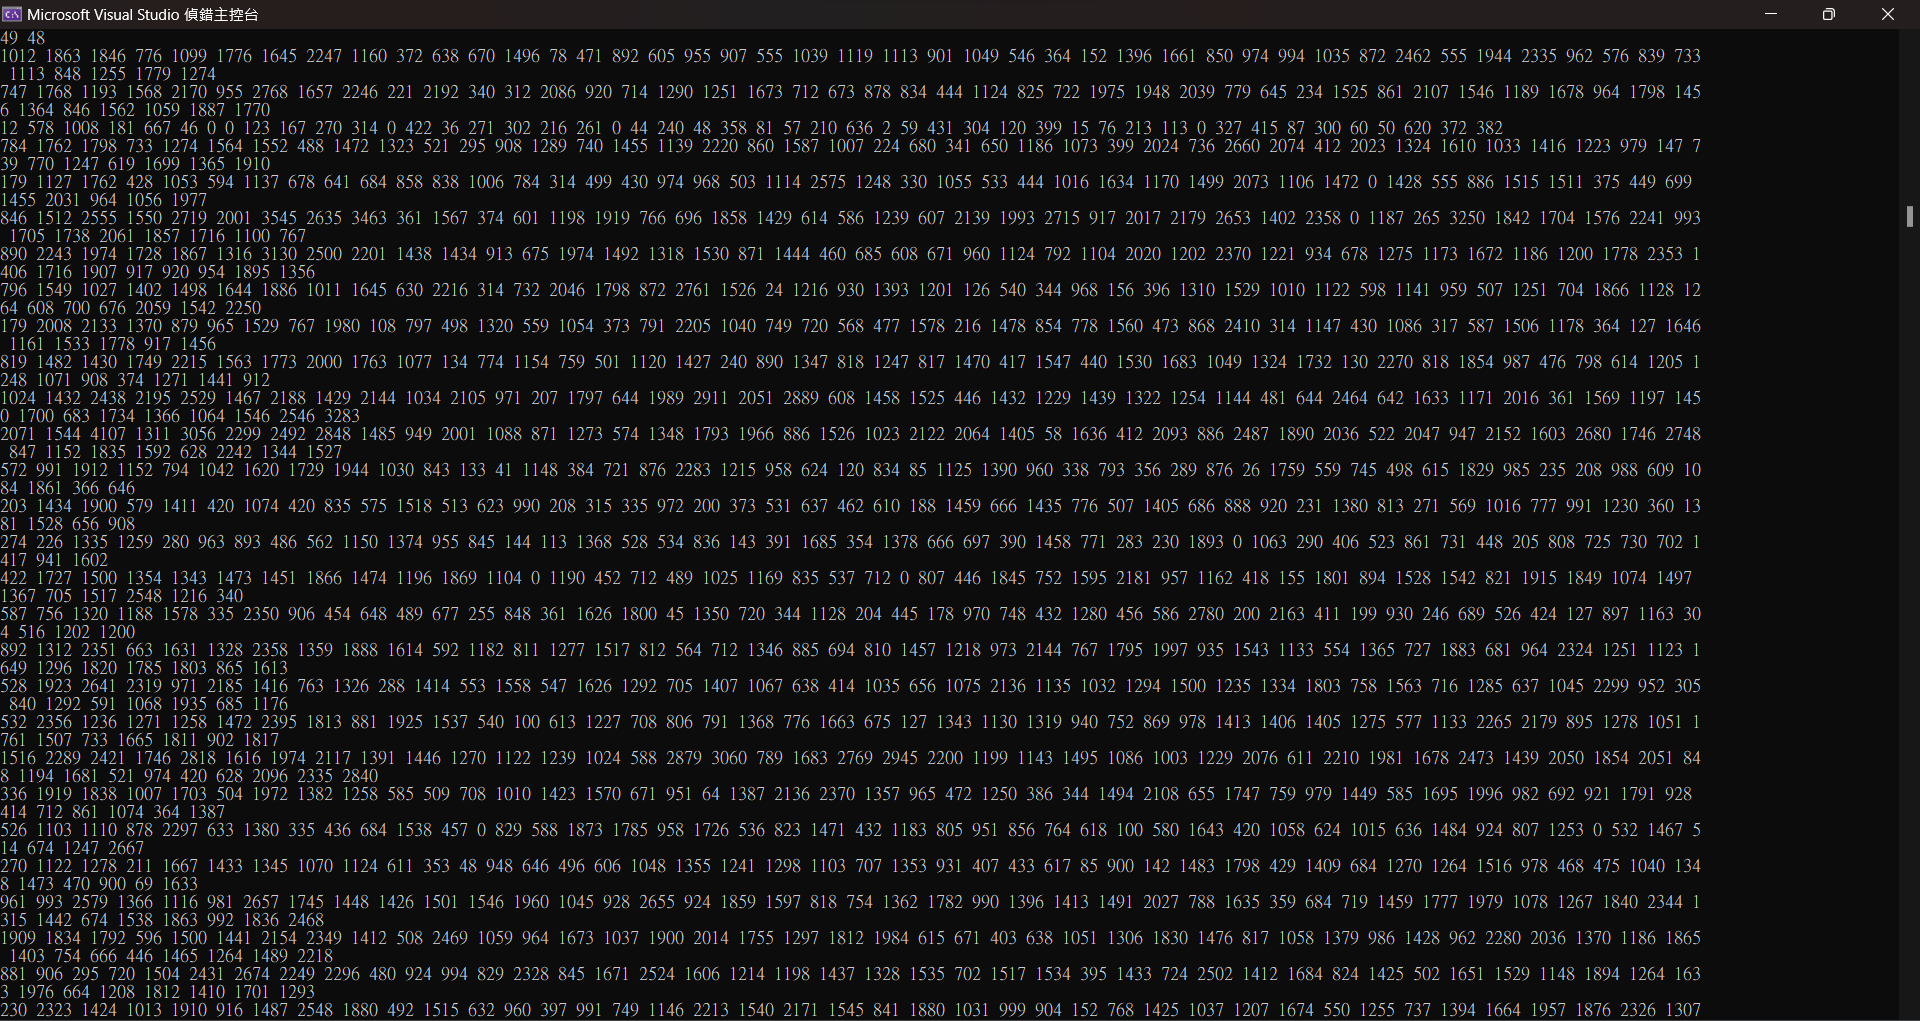 Microsoft Visual Studio 偵錯主控台
49 48
1012 1863 1846 776 1099 1776 1645 2247 1160 372 638 670 1496 78 471 892 605 955 907 555 1039 1119 1113 901 1049 546 364 152 1396 1661 850 974 994 1035 872 2462 555 1944 2335 962 576 839 733
1113 848 1255 1779 1274
747 1768 1193 1568 2170 955 2768 1657 2246 221 2192 340 312 2086 920 714 1290 1251 1673 712 673 878 834 444 1124 825 722 1975 1948 2039 779 645 234 1525 861 2107 1546 1189 1678 964 1798 145
6 1364 846 1562 1059 1887 1770
12 578 1008 181 667 46 0 0 123 167 270 314 0 422 36 271 302 216 261 0 44 240 48 358 81 57 210 636 2 59 431 304 120 399 15 76 213 113 0 327 415 87 300 60 50 620 372 382
784 1762 1798 733 1274 1564 1552 488 1472 1323 521 295 908 1289 740 1455 1139 2220 860 1587 1007 224 680 341 650 1186 1073 399 2024 736 2660 2074 412 2023 1324 1610 1033 1416 1223 979 147 7
39 770 1247 619 1699 1365 1910
179 1127 1762 428 1053 594 1137 678 641 684 858 838 1006 784 314 499 430 974 968 503 1114 2575 1248 330 1055 533 444 1016 1634 1170 1499 2073 1106 1472 0 1428 555 886 1515 1511 375 449 699
1455 2031 964 1056 1977
846 1512 2555 1550 2719 2001 3545 2635 3463 361 1567 374 601 1198 1919 766 696 1858 1429 614 586 1239 607 2139 1993 2715 917 2017 2179 2653 1402 2358 0 1187 265 3250 1842 1704 1576 2241 993
1705 1738 2061 1857 1716 1100 767
890 2243 1974 1728 1867 1316 3130 2500 2201 1438 1434 913 675 1974 1492 1318 1530 871 1444 460 685 608 671 960 1124 792 1104 2020 1202 2370 1221 934 678 1275 1173 1672 1186 1200 1778 2353 1
406 1716 1907 917 920 954 1895 1356
796 1549 1027 1402 1498 1644 1886 1011 1645 630 2216 314 732 2046 1798 872 2761 1526 24 1216 930 1393 1201 126 540 344 968 156 396 1310 1529 1010 1122 598 1141 959 507 1251 704 1866 1128 12
64 608 700 676 2059 1542 2250
179 2008 2133 1370 879 965 1529 767 1980 108 797 498 1320 559 1054 373 791 2205 1040 749 720 568 477 1578 216 1478 854 778 1560 473 868 2410 314 1147 430 1086 317 587 1506 1178 364 127 1646
1161 1533 1778 917 1456
819 1482 1430 1749 2215 1563 1773 2000 1763 1077 134 774 1154 759 501 1120 1427 240 890 1347 818 1247 817 1470 417 1547 440 1530 1683 1049 1324 1732 130 2270 818 1854 987 476 798 614 1205 1
248 1071 908 374 1271 1441 912
1024 1432 2438 2195 2529 1467 2188 1429 2144 1034 2105 971 207 1797 644 1989 2911 2051 2889 608 1458 1525 446 1432 1229 1439 1322 1254 1144 481 644 2464 642 1633 1171 2016 361 1569 1197 145
0 1700 683 1734 1366 1064 1546 2546 3283
2071 1544 4107 1311 3056 2299 2492 2848 1485 949 2001 1088 871 1273 574 1348 1793 1966 886 1526 1023 2122 2064 1405 58 1636 412 2093 886 2487 1890 2036 522 2047 947 2152 1603 2680 1746 2748
847 1152 1835 1592 628 2242 1344 1527
572 991 1912 1152 794 1042 1620 1729 1944 1030 843 133 41 1148 384 721 876 2283 1215 958 624 120 834 85 1125 1390 960 338 793 356 289 876 26 1759 559 745 498 615 1829 985 235 208 988 609 10
84 1861 366 646
203 1434 1900 579 1411 420 1074 420 835 575 1518 513 623 990 208 315 335 972 200 373 531 637 462 610 188 1459 666 1435 776 507 1405 686 888 920 231 1380 813 271 569 1016 777 991 1230 360 13
81 1528 656 908
274 226 1335 1259 280 963 893 486 562 1150 1374 955 845 144 113 1368 528 534 836 143 391 1685 354 1378 666 697 390 1458 771 283 230 1893 0 1063 290 406 523 861 731 448 205 808 725 730 702 1
417 941 1602
422 1727 1500 1354 1343 1473 1451 1866 1474 1196 1869 1104 0 1190 452 712 489 1025 1169 835 537 712 0 807 446 1845 752 1595 2181 957 1162 418 155 1801 894 1528 1542 821 1915 1849 1074 1497
1367 705 1517 2548 1216 340
587 756 1320 1188 1578 335 2350 906 454 648 489 677 255 848 361 1626 1800 45 1350 720 344 1128 204 445 178 970 748 432 1280 456 586 2780 200 2163 411 199 930 246 689 526 424 127 897 1163 30
4 516 1202 1200
892 1312 2351 663 1631 1328 2358 1359 1888 1614 592 1182 811 1277 1517 812 564 712 1346 885 694 810 1457 1218 973 2144 767 1795 1997 935 1543 1133 554 1365 727 1883 681 964 2324 1251 1123 1
649 1296 1820 1785 1803 865 1613
528 1923 2641 2319 971 2185 1416 763 1326 288 1414 553 1558 547 1626 1292 705 1407 1067 638 414 1035 656 1075 2136 1135 1032 1294 1500 1235 1334 1803 758 1563 716 1285 637 1045 2299 952 305
840 1292 591 1068 1935 685 1176
532 2356 1236 1271 1258 1472 2395 1813 881 1925 1537 540 100 613 1227 708 806 791 1368 776 1663 675 127 1343 1130 1319 940 752 869 978 1413 1406 1405 1275 577 1133 2265 2179 895 1278 1051 1
761 1507 733 1665 1811 902 1817
1516 2289 2421 1746 2818 1616 1974 2117 1391 1446 1270 1122 1239 1024 588 2879 3060 789 1683 2769 2945 2200 1199 1143 1495 1086 1003 1229 2076 611 2210 1981 1678 2473 1439 2050 1854 2051 84
8 1194 1681 521 974 420 628 2096 2335 2840
336 1919 1838 1007 1703 504 1972 1382 1258 585 509 708 1010 1423 1570 671 951 64 1387 2136 2370 1357 965 472 1250 386 344 1494 2108 655 1747 759 979 1449 585 1695 1996 982 692 921 1791 928
414 712 861 1074 364 1387
526 1103 1110 878 2297 633 1380 335 436 684 1538 457 0 829 588 1873 1785 958 1726 536 823 1471 432 1183 805 951 856 764 618 100 580 1643 420 1058 624 1015 636 1484 924 807 1253 0 532 1467 5
14 674 1247 2667
270 1122 1278 211 1667 1433 1345 1070 1124 611 353 48 948 646 496 606 1048 1355 1241 1298 1103 707 1353 931 407 433 617 85 900 142 1483 1798 429 1409 684 1270 1264 1516 978 468 475 1040 134
8 1473 470 900 69 1633
961 993 2579 1366 1116 981 2657 1745 1448 1426 1501 1546 1960 1045 928 2655 924 1859 1597 818 754 1362 1782 990 1396 1413 1491 2027 788 1635 359 684 719 1459 1777 1979 1078 1267 1840 2344 1
315 1442 674 1538 1863 992 1836 2468
1909 1834 1792 596 1500 1441 2154 2349 1412 508 2469 1059 964 1673 1037 1900 2014 1755 1297 1812 1984 615 671 403 638 1051 1306 1830 1476 817 1058 1379 986 1428 962 2280 2036 1370 1186 1865
1403 754 666 446 1465 1264 1489 2218
881 906 295 720 1504 2431 2674 2249 2296 480 924 994 829 2328 845 1671 2524 1606 1214 1198 1437 1328 1535 702 1517 1534 395 1433 724 2502 1412 1684 824 1425 502 1651 1529 1148 1894 1264 163
3 1976 664 1208 1812 1410 1701 1293
230 2323 1424 1013 1910 916 1487 2548 1880 492 1515 632 960 397 991 749 1146 2213 1540 2171 1545 841 1880 1031 999 904 152 768 1425 1037 1207 1674 550 1255 737 1394 1664 1957 1876 2326 1307